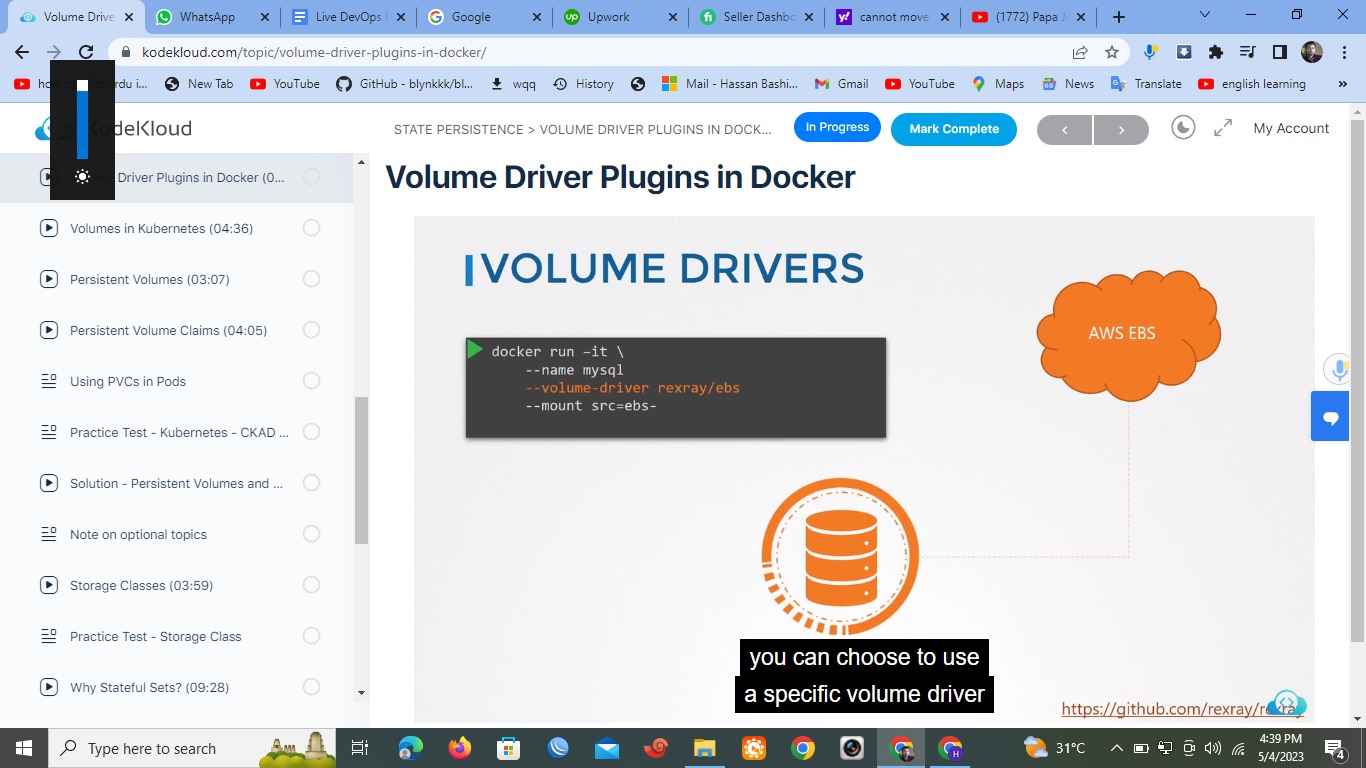 Volume Drive
WhatsApp
Live DevOps
Google
Upwork
Seller Dashbo
cannot move
(1772) Papa J
kodekloud.com/topic/volume-driver-plugins-in-docker/
urdu i...
New Tab
YouTube
GitHub - blynkkk/bl...
wqq
History
Mail - Hassan Bashi...
Gmail
YouTube
Maps
News
Translate
english learning
»
KodeKloud
STATE PERSISTENCE > VOLUME DRIVER PLUGINS IN DOCK...
In Progress
Mark Complete
My Account
Driver Plugins in Docker (0...
Volumes in Kubernetes (04:36)
Persistent Volumes (03:07)
Persistent Volume Claims (04:05)
Using PVCs in Pods
Practice Test - Kubernetes - CKAD ...
Solution - Persistent Volumes and ...
Note on optional topics
Storage Classes (03:59)
Practice Test - Storage Class
Why Stateful Sets? (09:28)
Volume Driver Plugins in Docker
VOLUME DRIVERS
docker run –it \
--name mysql
--volume-driver rexray/ebs
--mount src=ebs-
AWS EBS
you can choose to use
a specific volume driver
https://github.com/rexray/rexray
Type here to search
31°C
4:39 PM
5/4/2023
4